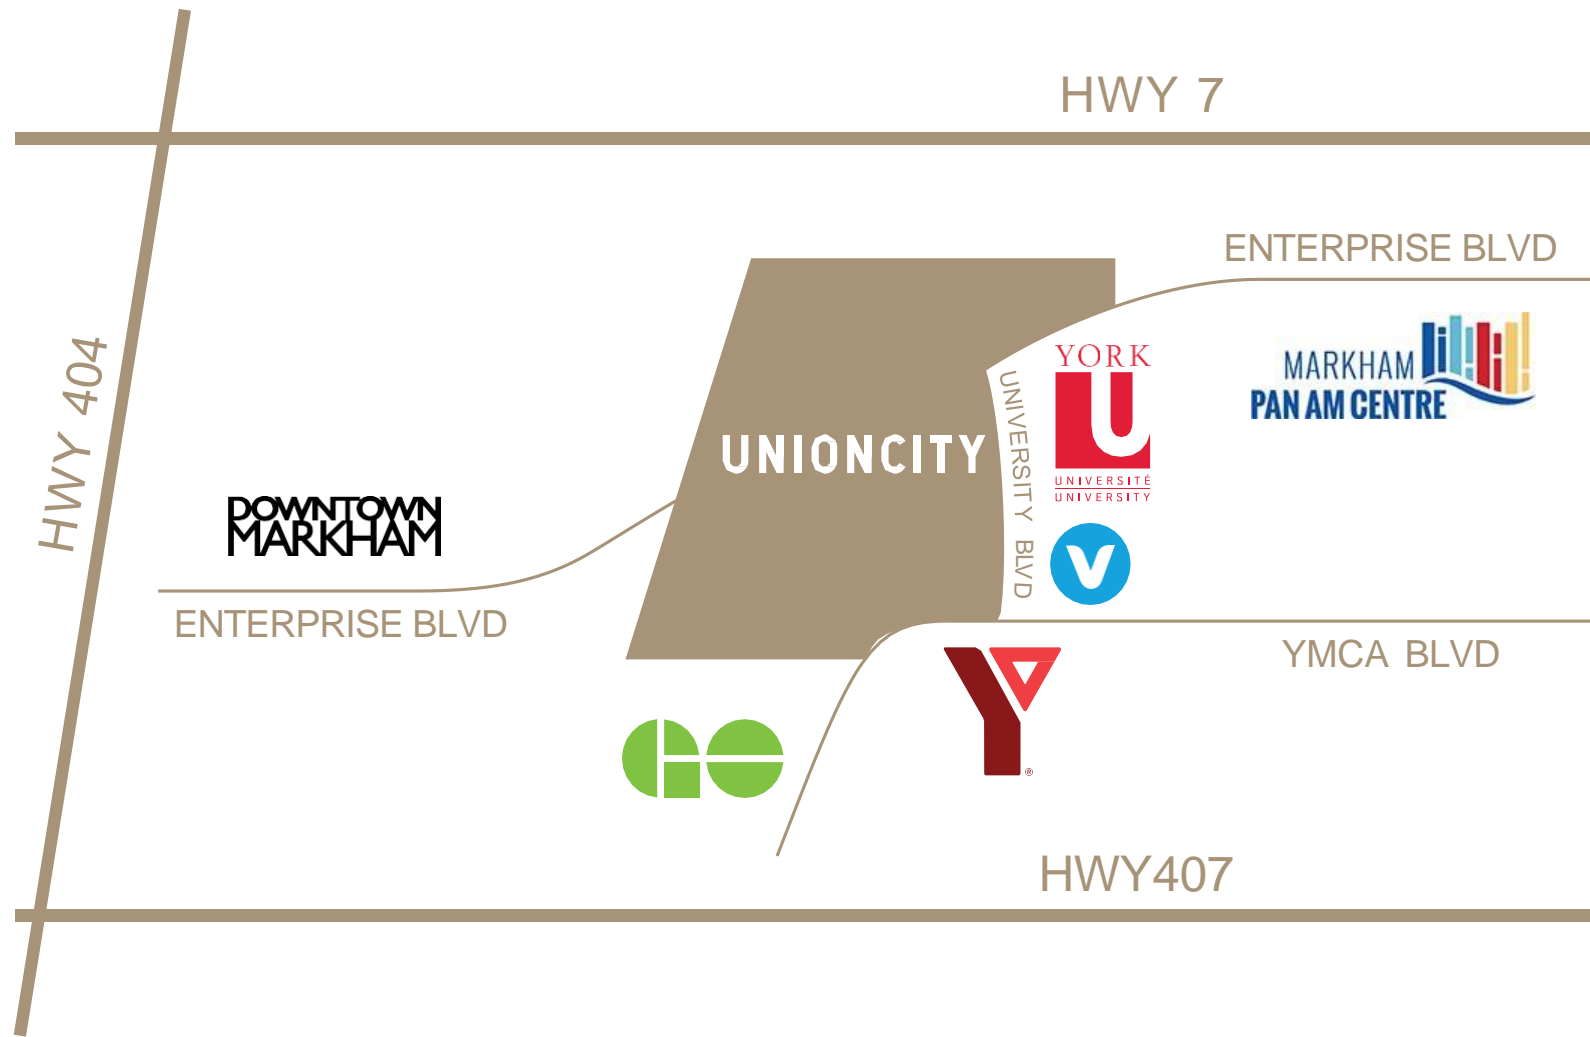 HWY 7
ENTERPRISE BLVD
HWY 404
MARKHAM
PAN AM CENTRE
YORK
U
UNIVERSITÉ
UNIVERSITY
UNIVERSITY BLVD
UNIONCITY
DOWNTOWN
MARKHAM
V
ENTERPRISE BLVD
YMCA BLVD
Y
®
GO
HWY407